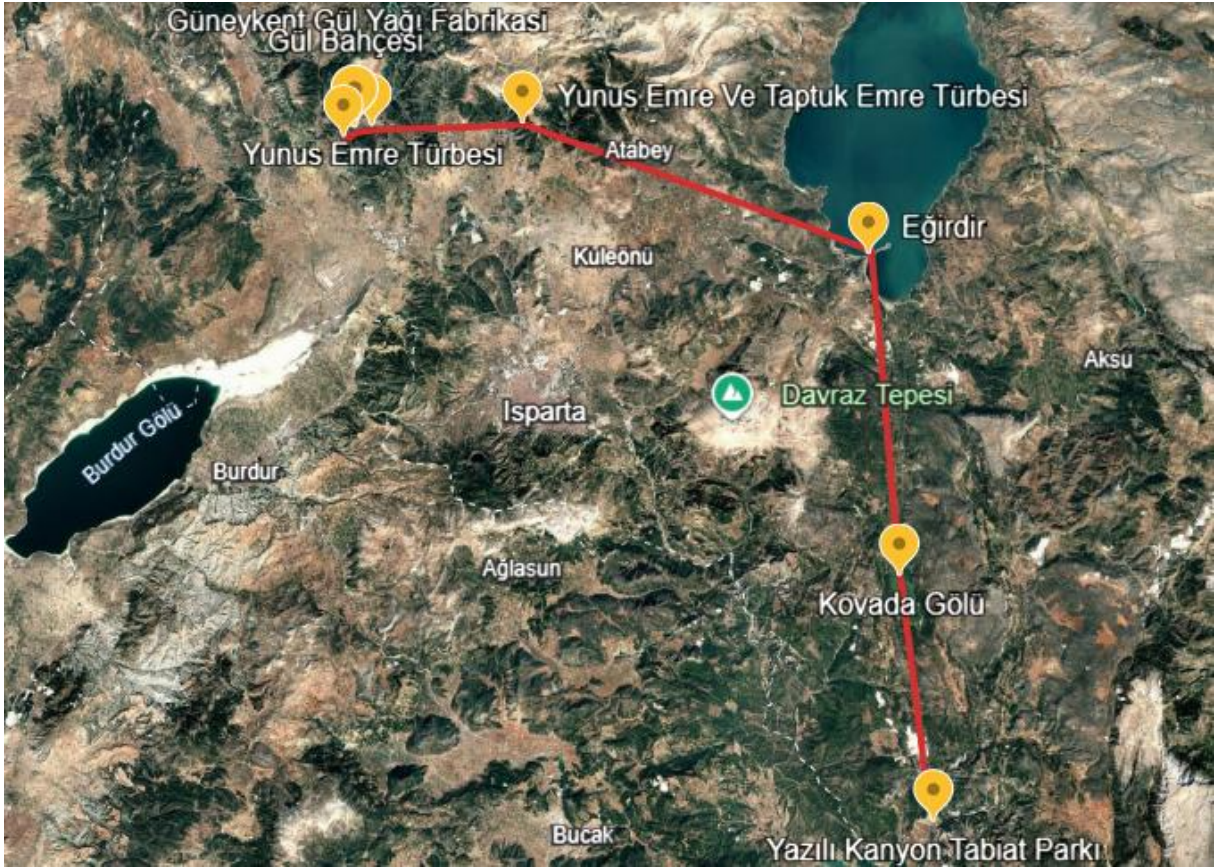 Güneykent Gül Yağı Fabrikasi
Gül Bahçesi
Yunus Emre Ve Taptuk Emre Türbesi
Yunus Emre Türbesi
Atabey
Eğirdir
Kuleönü
Aksu
Davraz Tepesi
Isparta
Burdur Gölü
Burdur
Ağlasun
Kovada Gölü
Bucak
Yazılı Kanyon Tabiat Parkı